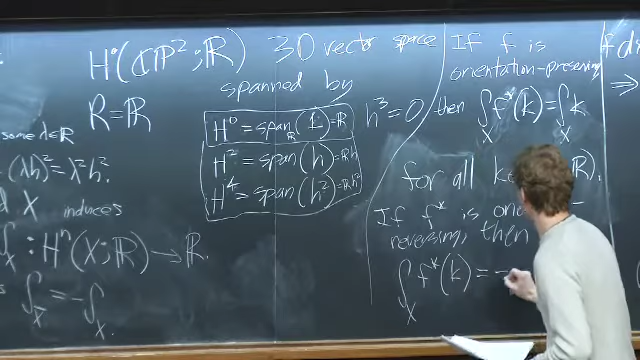 H°(ℂℙ²;ℝ) 3D vector space
spanned by
R=ℝ
H⁰ = span_ℝ(1)=ℝ
H² = span(h)=ℝh
H⁴ = span(h²)=ℝh²
h³=0
some λ∈ℝ
(λh)²=λ²h².
X induces
∫_X : Hⁿ(X;ℝ)→ℝ.
∫_X̄ = -∫_X.
If f is
orientation-preserving
then ∫_X f*(k)=∫_X k
for all k ℝ).
If f* is
reversing, then
∫_X f*(k) = -
f di
⇒